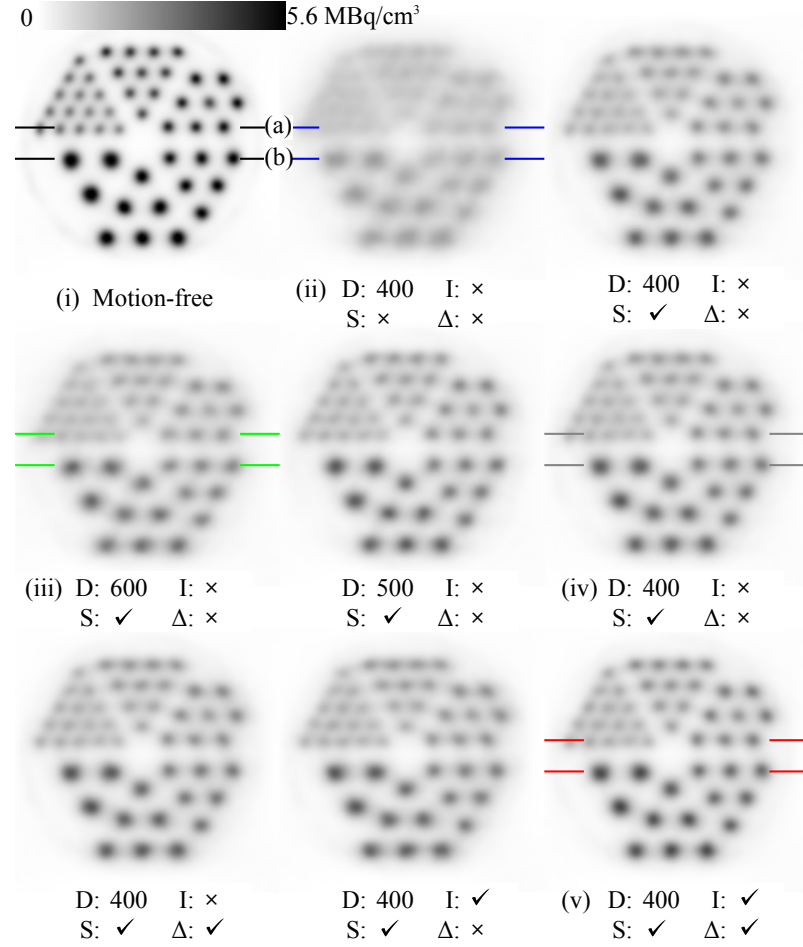 0 5.6 MBq/cm³
(a)
(b)
(i) Motion-free
(ii) D: 400 I: ×
S: × Δ: ×
D: 400 I: ×
S: ✓ Δ: ×
(iii) D: 600 I: ×
S: ✓ Δ: ×
D: 500 I: ×
S: ✓ Δ: ×
(iv) D: 400 I: ×
S: ✓ Δ: ×
D: 400 I: ×
S: ✓ Δ: ✓
D: 400 I: ✓
S: ✓ Δ: ×
(v) D: 400 I: ✓
S: ✓ Δ: ✓